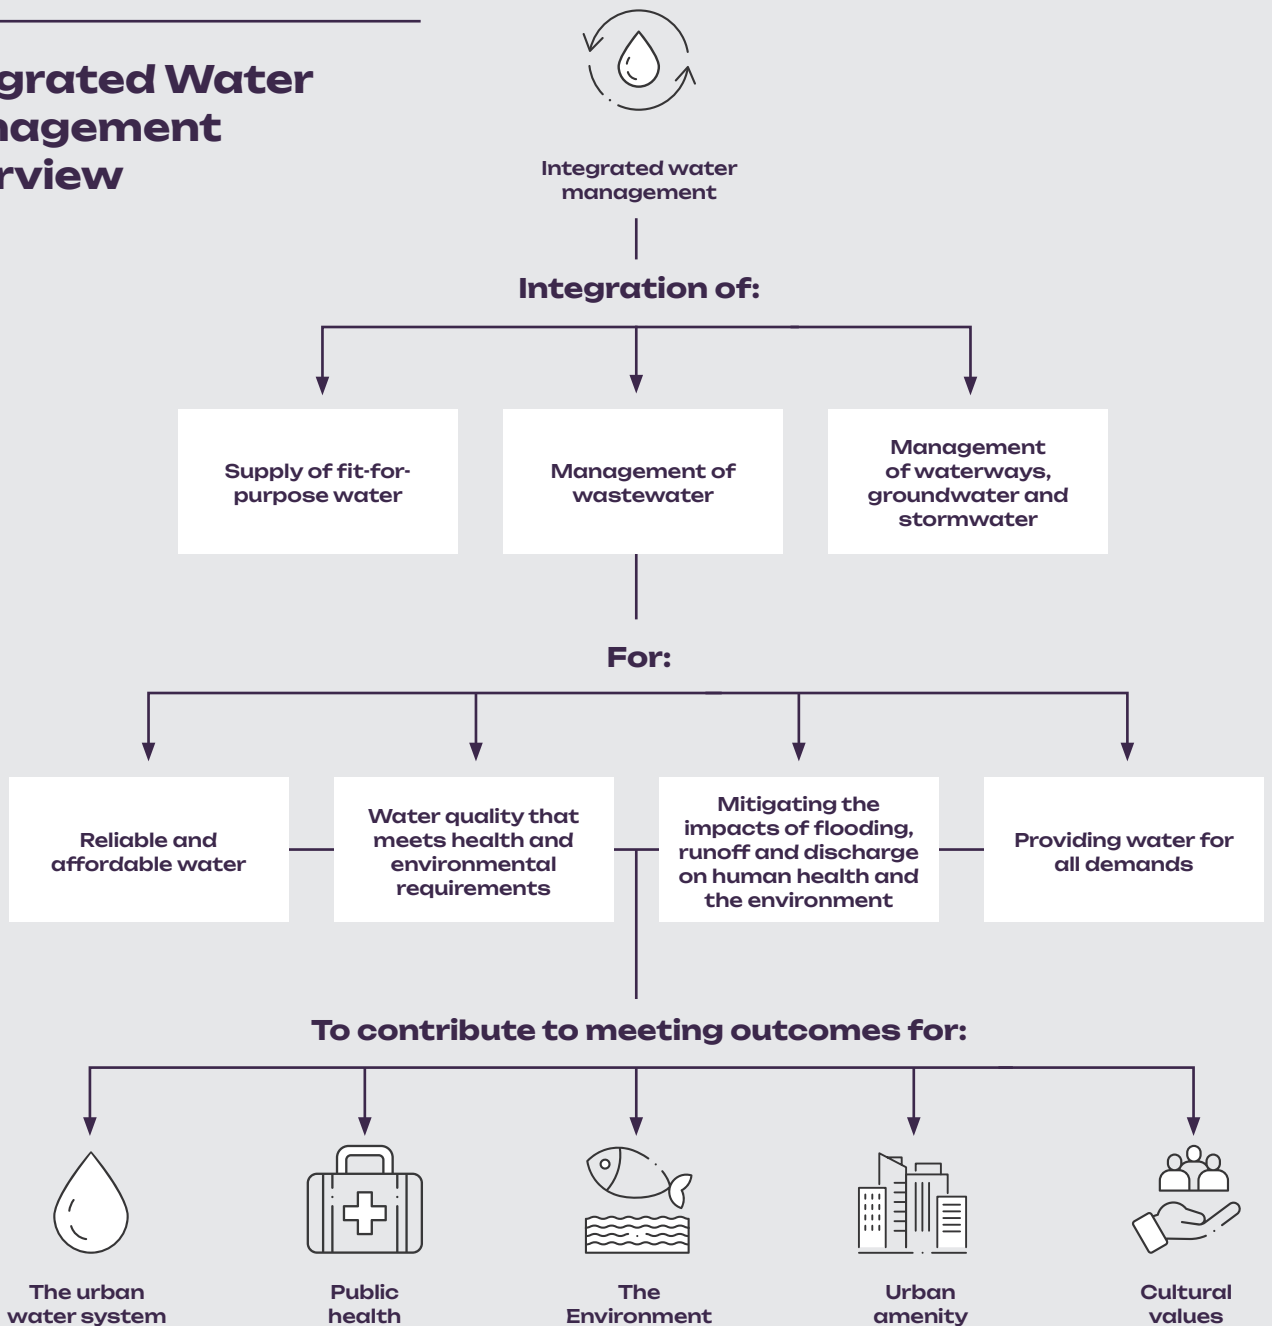 grated Water
nagement
rview
Integrated water
management
Integration of:
Supply of fit-for-
purpose water
Management of
wastewater
Management
of waterways,
groundwater and
stormwater
For:
Reliable and
affordable water
Water quality that
meets health and
environmental
requirements
Mitigating the
impacts of flooding,
runoff and discharge
on human health and
the environment
Providing water for
all demands
To contribute to meeting outcomes for:
The urban
water system
Public
health
The
Environment
Urban
amenity
Cultural
values